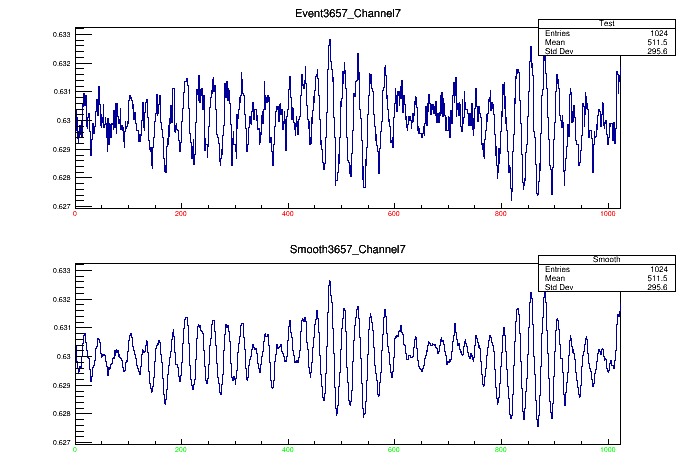 Event3657_Channel7
Test
Entries 1024
Mean 511.5
Std Dev 295.6
0.633
0.632
0.631
0.63
0.629
0.628
0.627
0 200 400 600 800 1000
Smooth3657_Channel7
Smooth
Entries 1024
Mean 511.5
Std Dev 295.6
0.633
0.632
0.631
0.63
0.629
0.628
0.627
0 200 400 600 800 1000